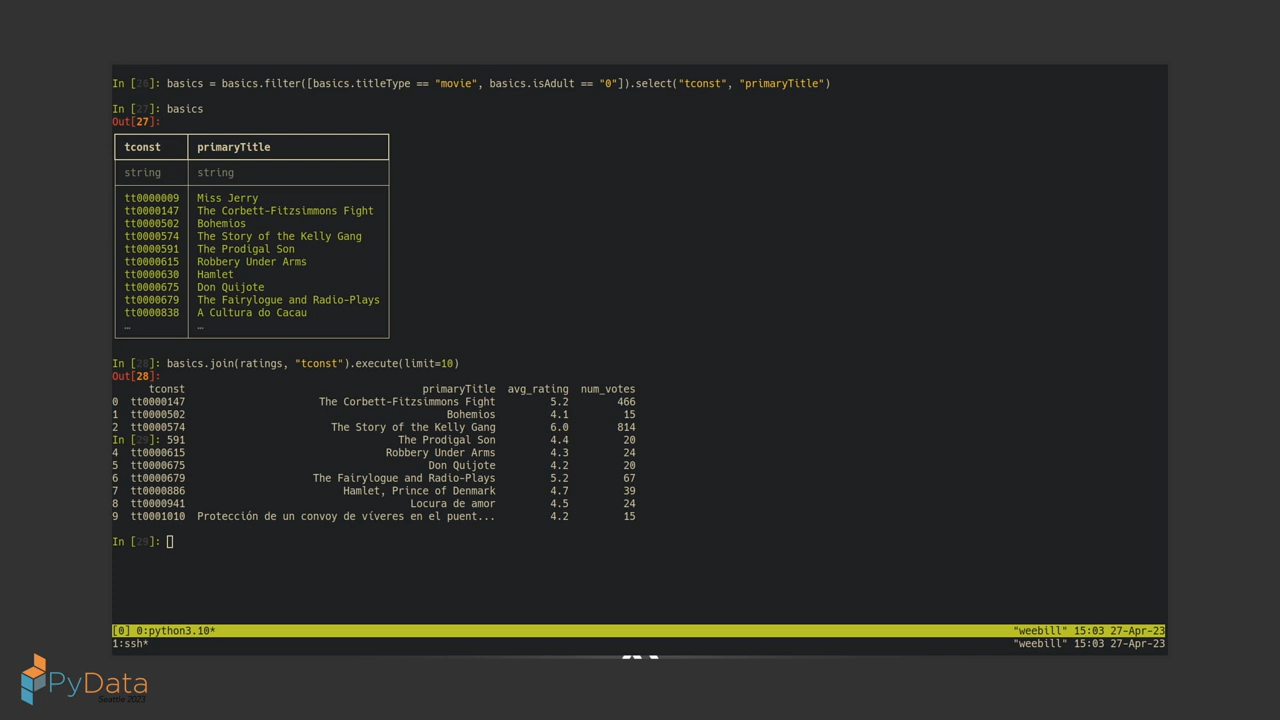 In [26]: basics = basics.filter([basics.titleType == "movie", basics.isAdult == "0"]).select("tconst", "primaryTitle")
In [27]: basics
Out[27]:
tconst primaryTitle
string string
tt0000009 Miss Jerry
tt0000147 The Corbett-Fitzsimmons Fight
tt0000502 Bohemios
tt0000574 The Story of the Kelly Gang
tt0000591 The Prodigal Son
tt0000615 Robbery Under Arms
tt0000630 Hamlet
tt0000675 Don Quijote
tt0000679 The Fairylogue and Radio-Plays
tt0000838 A Cultura do Cacau
… …
In [28]: basics.join(ratings, "tconst").execute(limit=10)
Out[28]:
tconst primaryTitle avg_rating num_votes
0 tt0000147 The Corbett-Fitzsimmons Fight 5.2 466
1 tt0000502 Bohemios 4.1 15
2 tt0000574 The Story of the Kelly Gang 6.0 814
In [29]: 591 The Prodigal Son 4.4 20
4 tt0000615 Robbery Under Arms 4.3 24
5 tt0000675 Don Quijote 4.2 20
6 tt0000679 The Fairylogue and Radio-Plays 5.2 67
7 tt0000886 Hamlet, Prince of Denmark 4.7 39
8 tt0000941 Locura de amor 4.5 24
9 tt0001010 Protección de un convoy de víveres en el puent... 4.2 15
In [29]:
[0] 0:python3.10* "weebill" 15:03 27-Apr-23
1:ssh* "weebill" 15:03 27-Apr-23
PyData
Seattle 2023